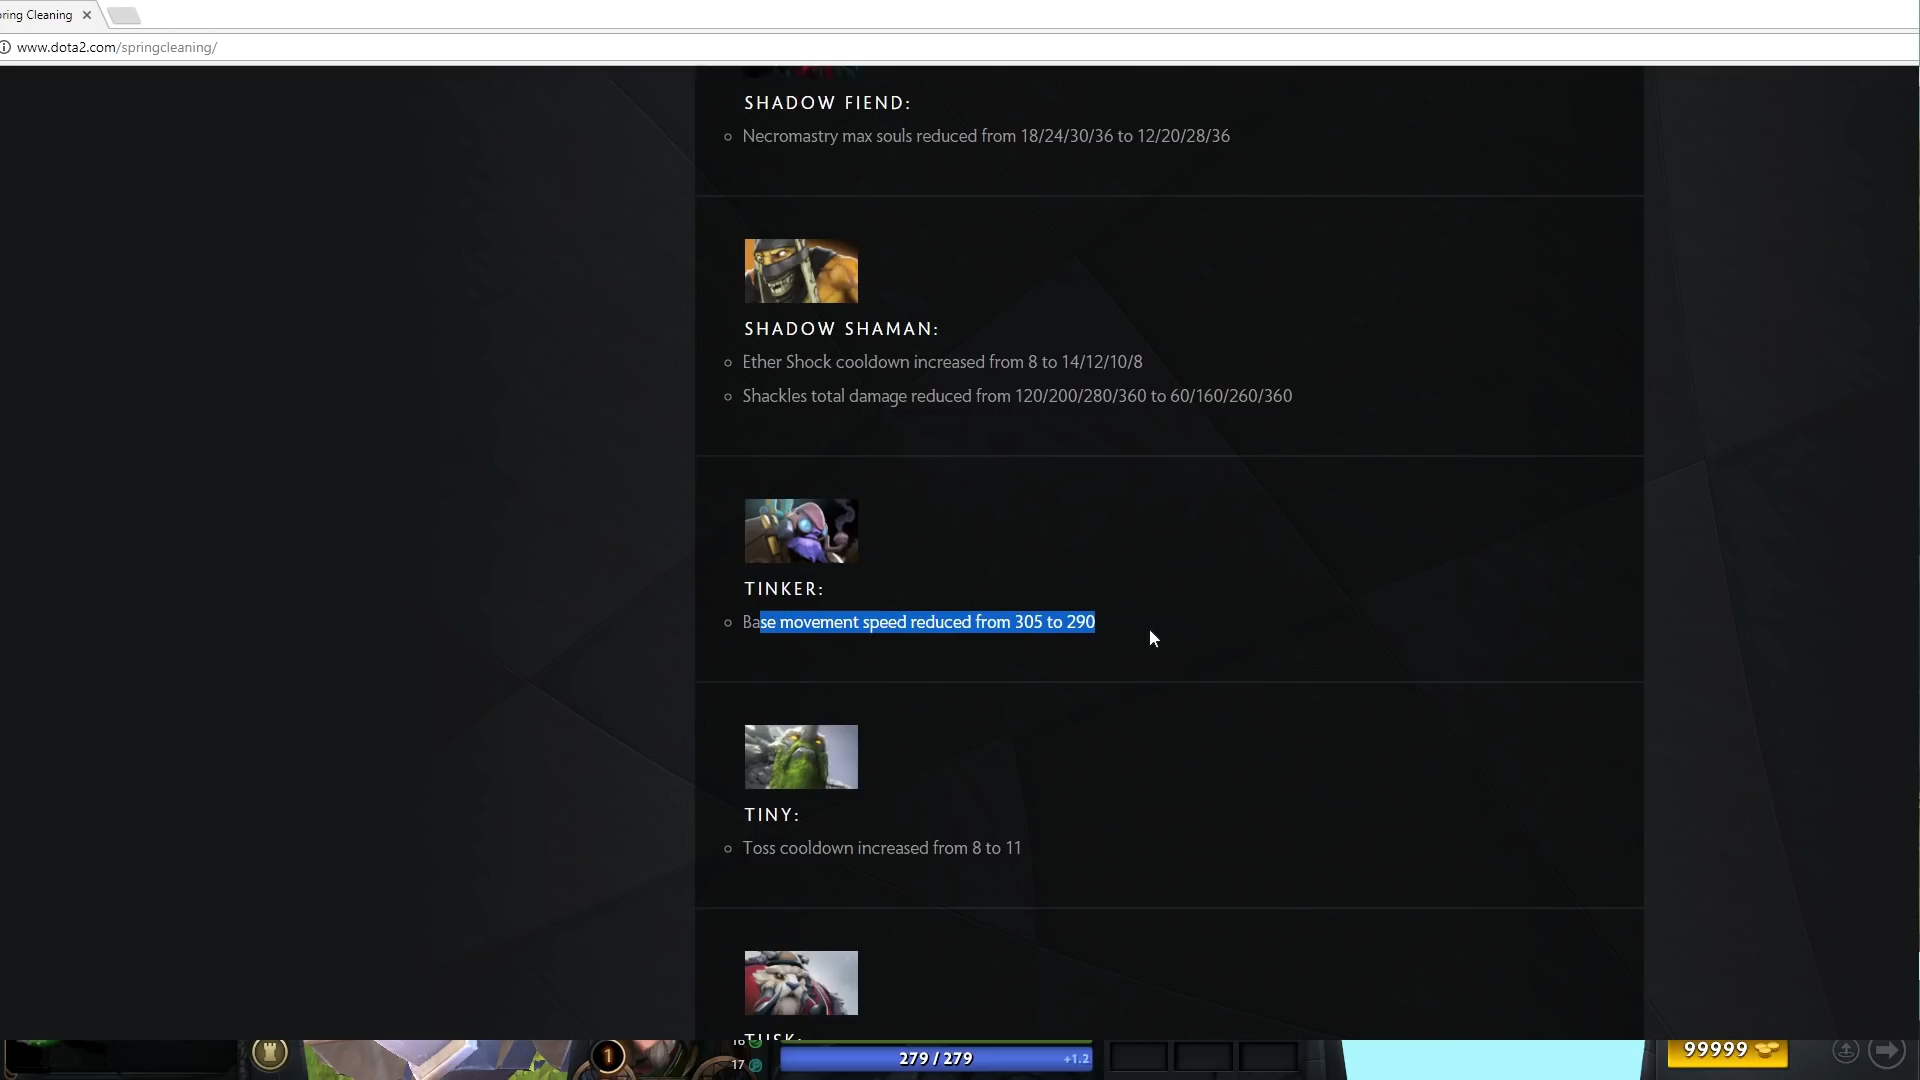 ring Cleaning
www.dota2.com/springcleaning/
SHADOW FIEND:
Necromastry max souls reduced from 18/24/30/36 to 12/20/28/36
SHADOW SHAMAN:
Ether Shock cooldown increased from 8 to 14/12/10/8
Shackles total damage reduced from 120/200/280/360 to 60/160/260/360
TINKER:
Base movement speed reduced from 305 to 290
TINY:
Toss cooldown increased from 8 to 11
TUSK:
1
17
279 / 279
+1.2
99999